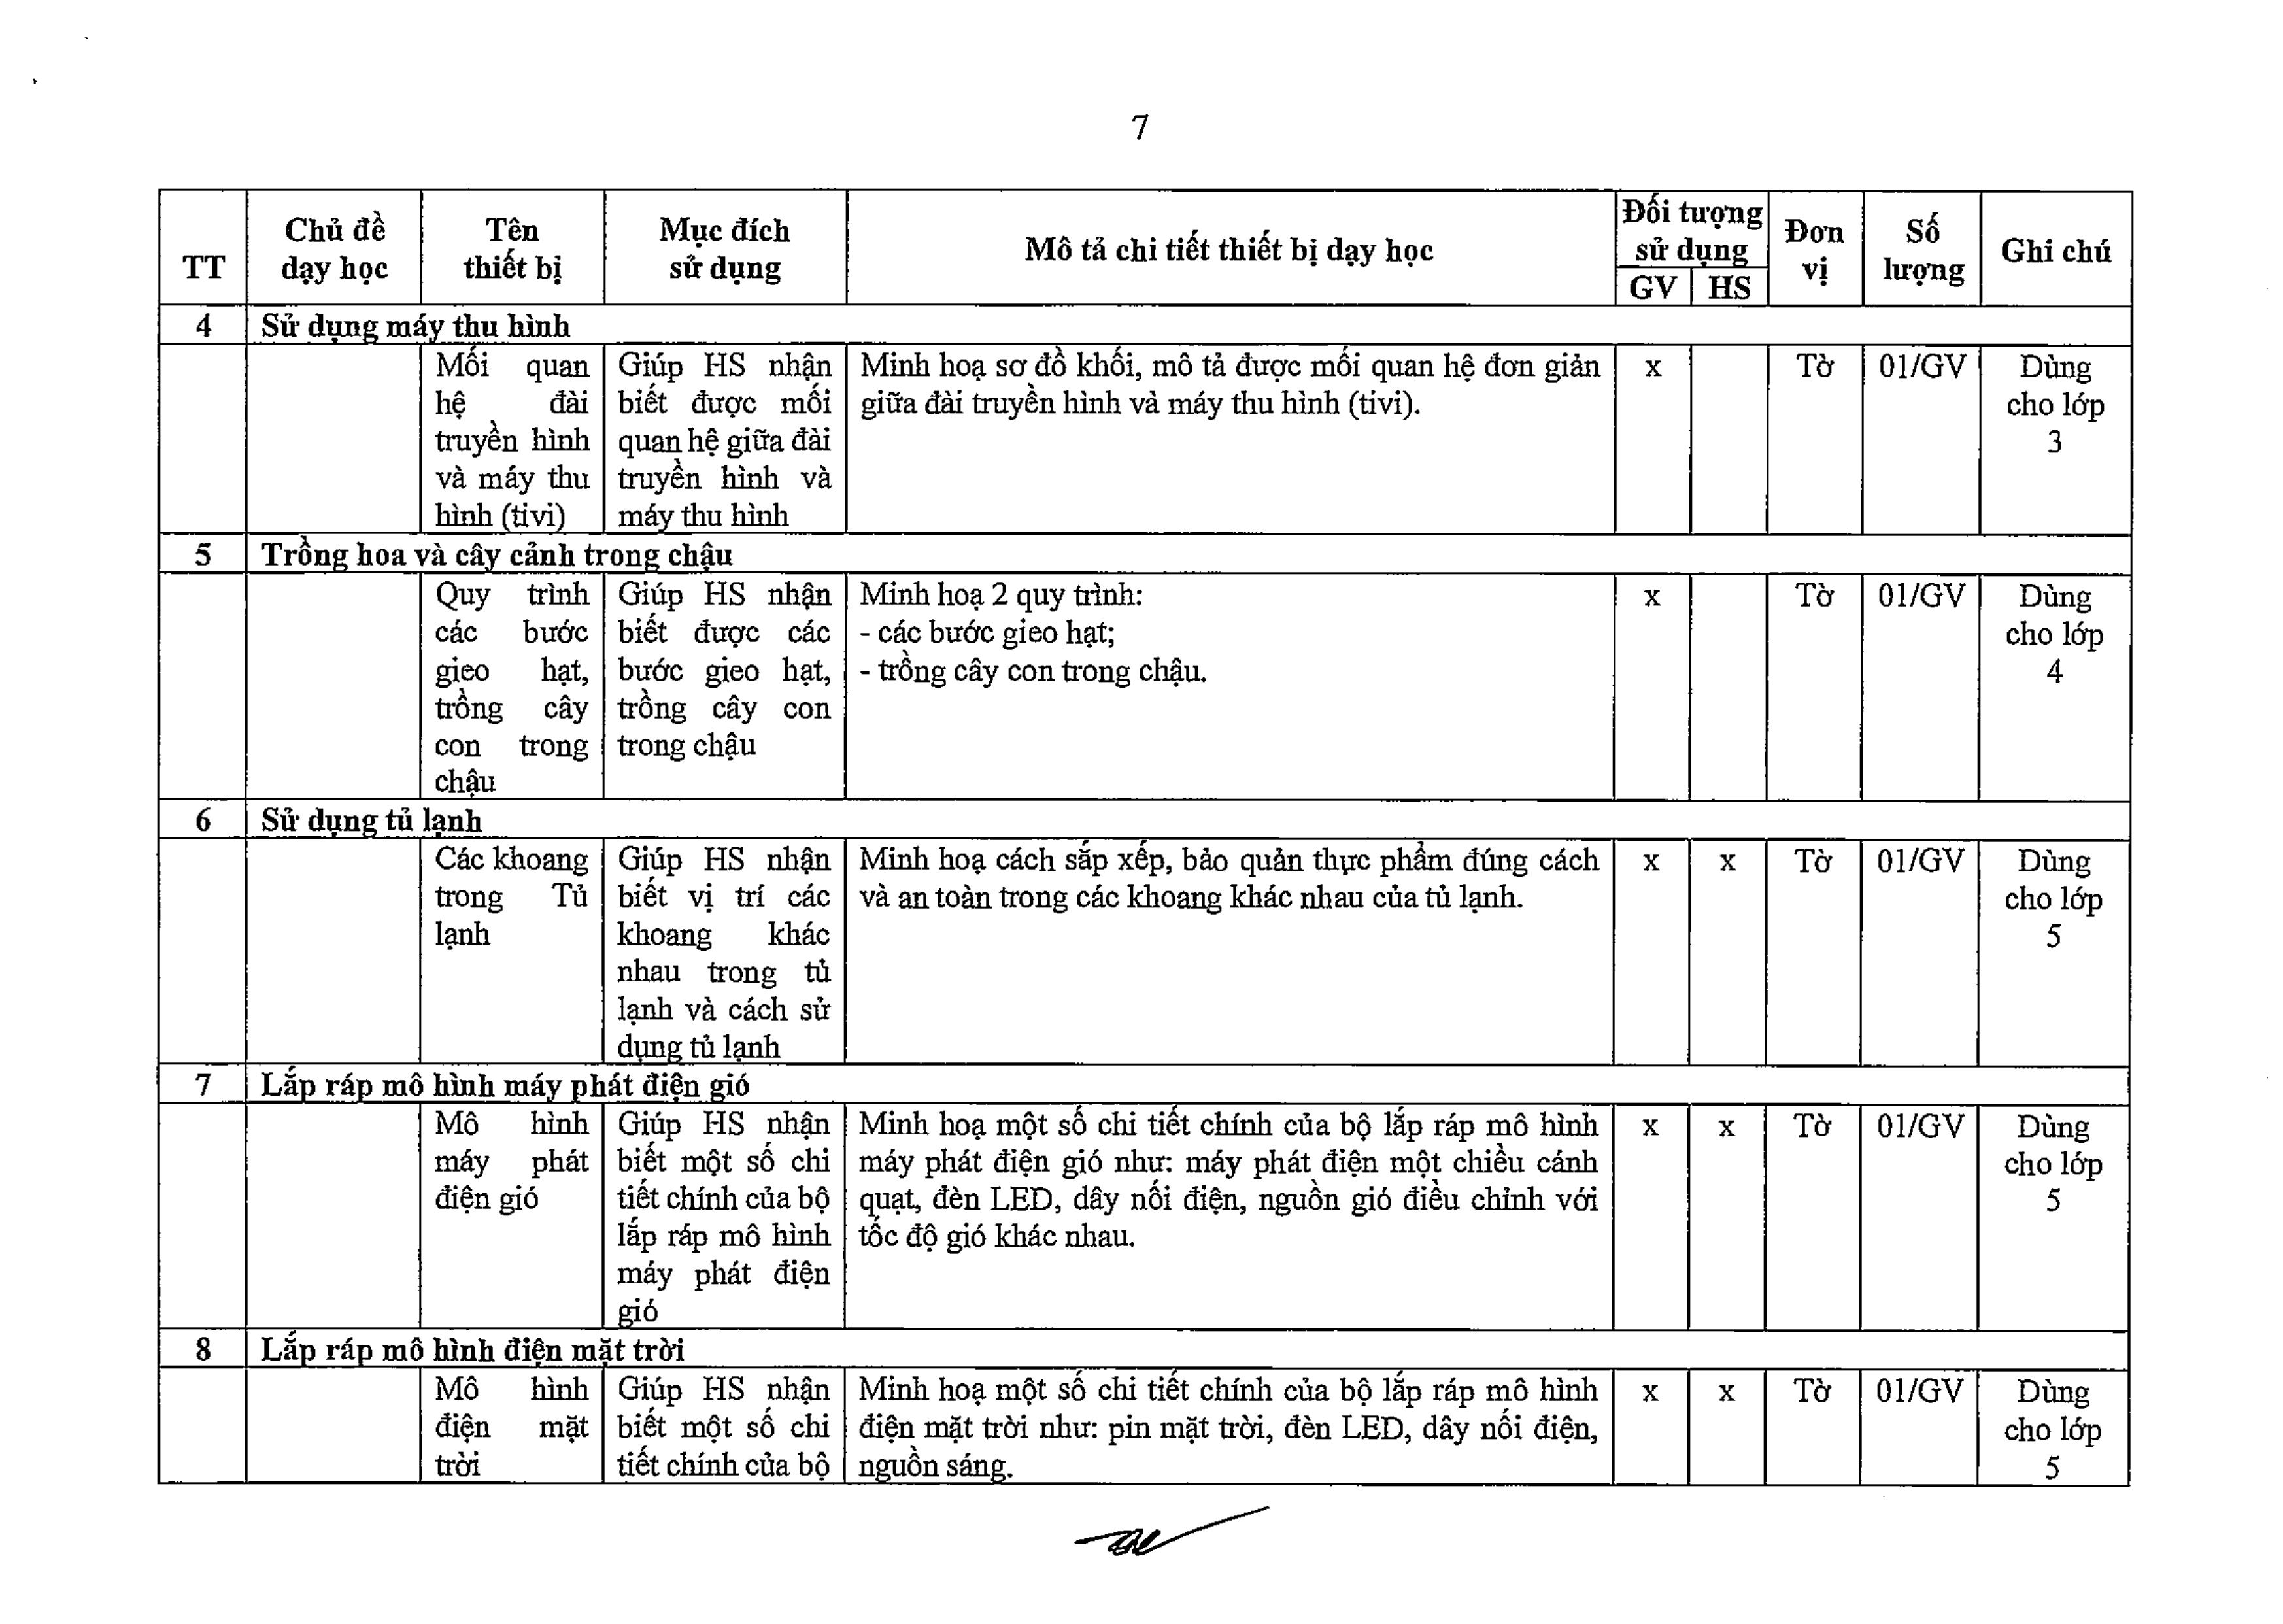 7
TT
Chủ đề
dạy học
Tên
thiết bị
Mục đích
sử dụng
Mô tả chi tiết thiết bị dạy học
Đối tượng
sử dụng
GV HS
Đơn
vị
Số
lượng
Ghi chú
4 Sử dụng máy thu hình
Mối quan
hệ đài
truyền hình
và máy thu
hình (tivi)
Giúp HS nhận
biết được mối
quan hệ giữa đài
truyền hình và
máy thu hình
Minh hoạ sơ đồ khối, mô tả được mối quan hệ đơn giản
giữa đài truyền hình và máy thu hình (tivi).
x
Tờ
01/GV
Dùng
cho lớp
3
5 Trồng hoa và cây cảnh trong chậu
Quy trình
các bước
gieo hạt,
trồng cây
con trong
chậu
Giúp HS nhận
biết được các
bước gieo hạt,
trồng cây con
trong chậu
Minh hoạ 2 quy trình:
- các bước gieo hạt;
- trồng cây con trong chậu.
x
Tờ
01/GV
Dùng
cho lớp
4
6 Sử dụng tủ lạnh
Các khoang
trong Tủ
lạnh
Giúp HS nhận
biết vị trí các
khoang khác
nhau trong tủ
lạnh và cách sử
dụng tủ lạnh
Minh hoạ cách sắp xếp, bảo quản thực phẩm đúng cách
và an toàn trong các khoang khác nhau của tủ lạnh.
x
x
Tờ
01/GV
Dùng
cho lớp
5
7 Lắp ráp mô hình máy phát điện gió
Mô hình
máy phát
điện gió
Giúp HS nhận
biết một số chi
tiết chính của bộ
lắp ráp mô hình
máy phát điện
gió
Minh hoạ một số chi tiết chính của bộ lắp ráp mô hình
máy phát điện gió như: máy phát điện một chiều cánh
quạt, đèn LED, dây nối điện, nguồn gió điều chỉnh với
tốc độ gió khác nhau.
x
x
Tờ
01/GV
Dùng
cho lớp
5
8 Lắp ráp mô hình điện mặt trời
Mô hình
điện mặt
trời
Giúp HS nhận
biết một số chi
tiết chính của bộ
Minh hoạ một số chi tiết chính của bộ lắp ráp mô hình
điện mặt trời như: pin mặt trời, đèn LED, dây nối điện,
nguồn sáng.
x
x
Tờ
01/GV
Dùng
cho lớp
5